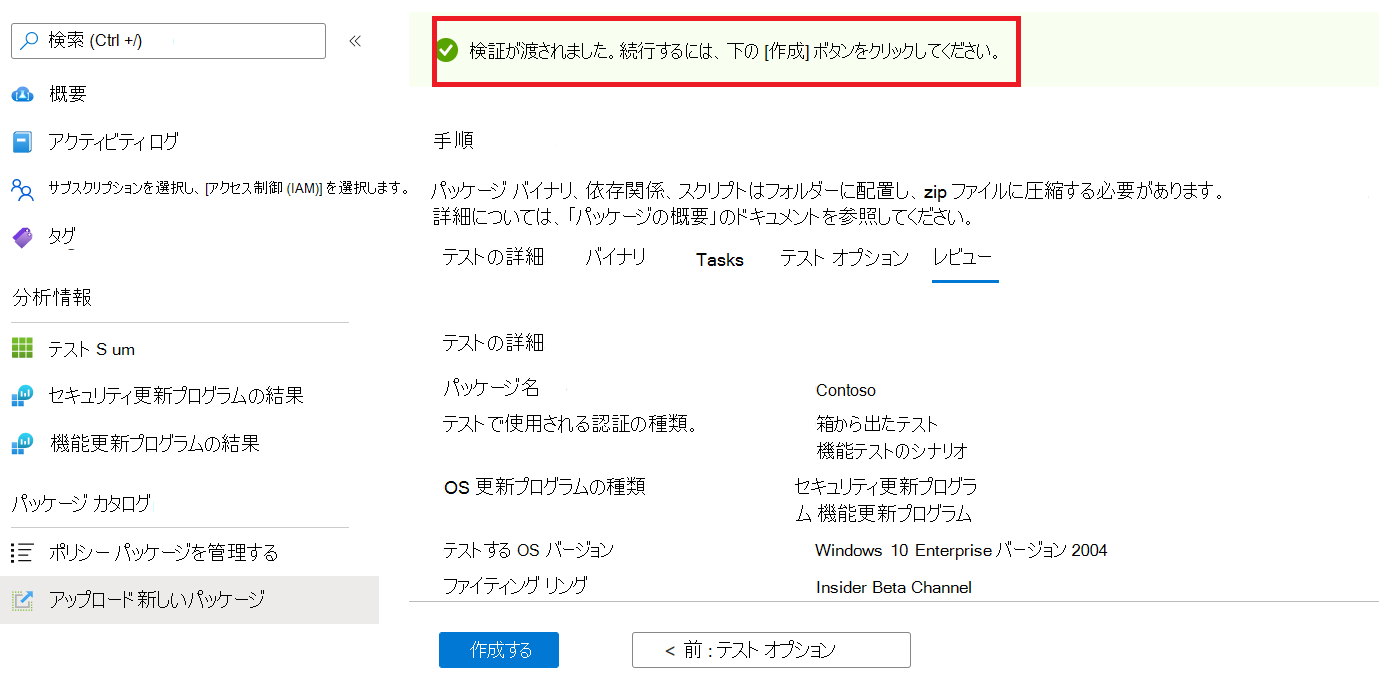 検索 (Ctrl +/)
«
概要
アクティビティ ログ
サブスクリプションを選択し、[アクセス制御 (IAM)] を選択します。
タグ
分析情報
テスト S um
セキュリティ更新プログラムの結果
機能更新プログラムの結果
パッケージ カタログ
ポリシー パッケージを管理する
アップロード 新しいパッケージ
検証が渡されました。続行するには、下の [作成] ボタンをクリックしてください。
手順
パッケージ バイナリ、依存関係、スクリプトはフォルダーに配置し、zip ファイルに圧縮する必要があります。
詳細については、「パッケージの概要」のドキュメントを参照してください。
テストの詳細 バイナリ Tasks テスト オプション レビュー
テストの詳細
パッケージ名 Contoso
テストで使用される認証の種類。 箱から出たテスト
機能テストのシナリオ
OS 更新プログラムの種類 セキュリティ更新プログラ
ム 機能更新プログラム
テストする OS バージョン Windows 10 Enterprise バージョン 2004
ファイティング リング Insider Beta Channel
作成する < 前 : テスト オプション